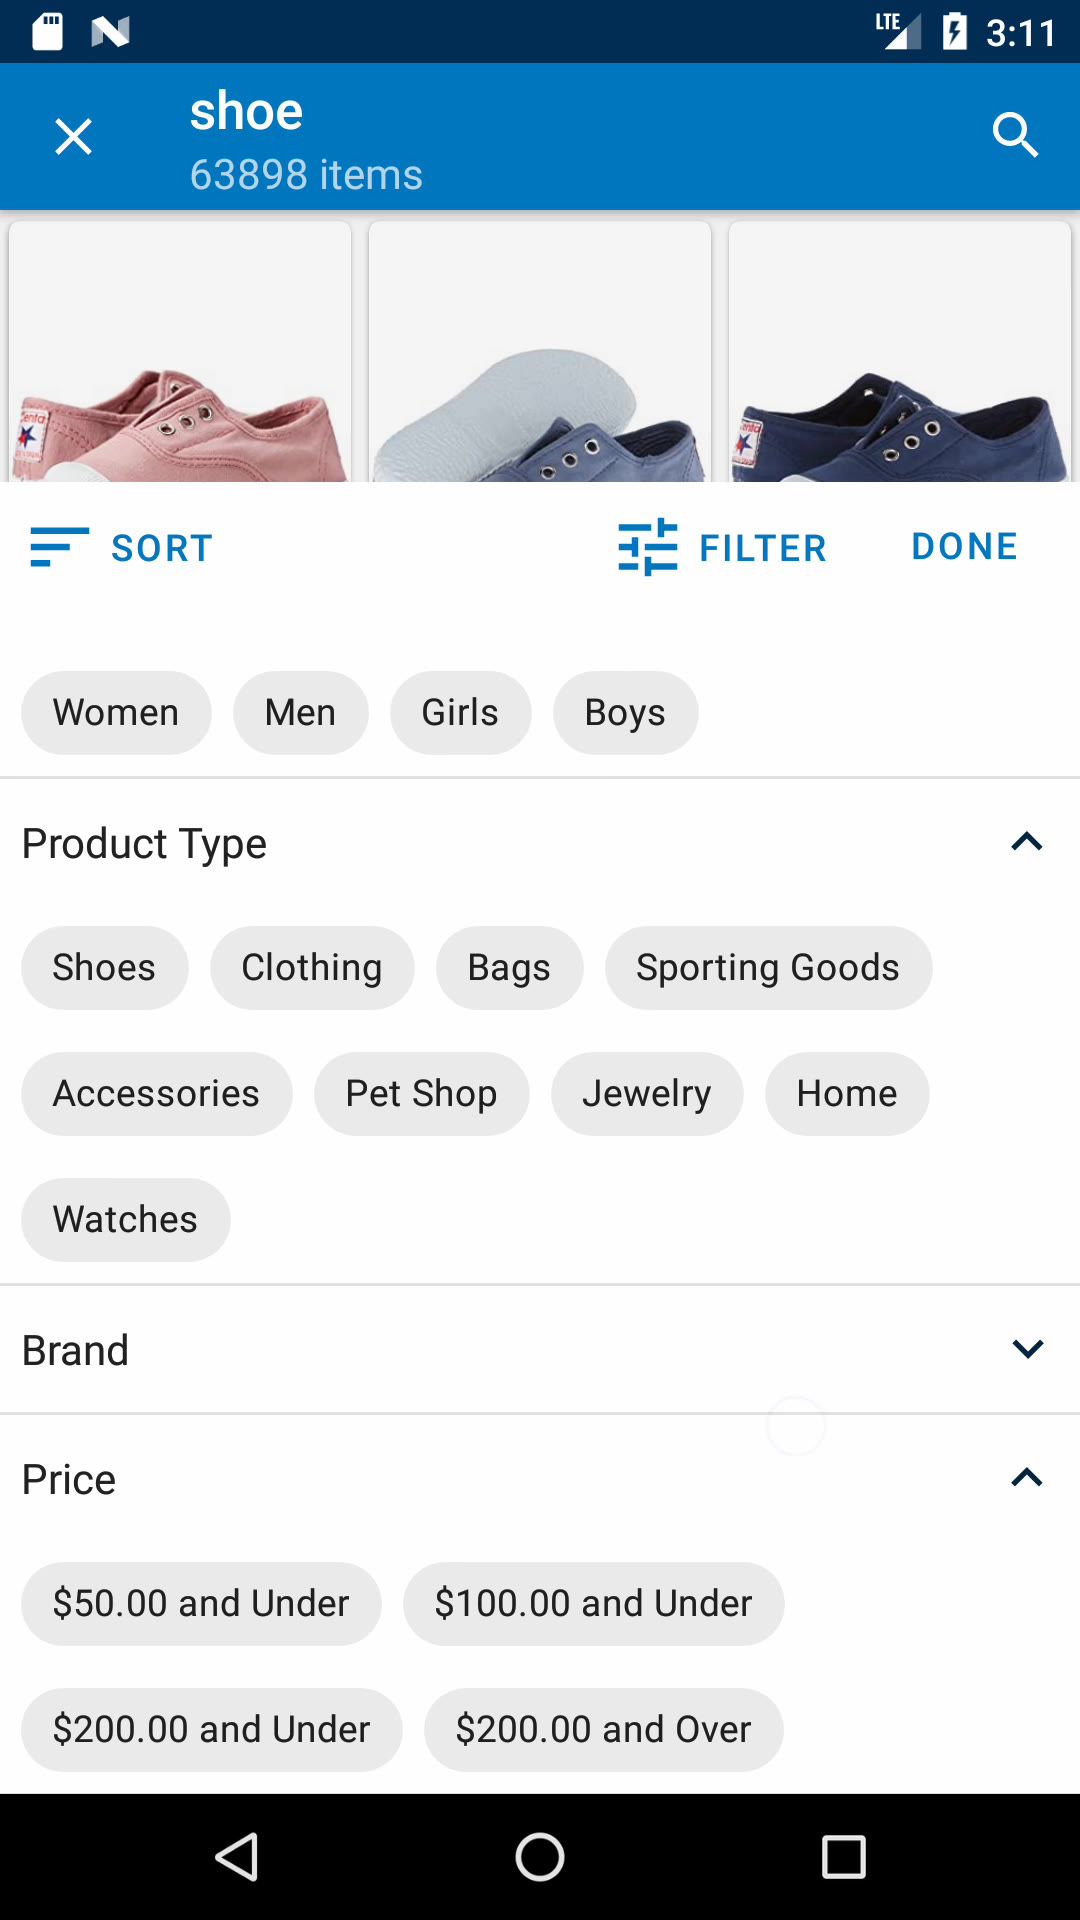 LTE 3:11
shoe
63898 items
SORT FILTER DONE
Women Men Girls Boys
Product Type
Shoes Clothing Bags Sporting Goods
Accessories Pet Shop Jewelry Home
Watches
Brand
Price
$50.00 and Under $100.00 and Under
$200.00 and Under $200.00 and Over